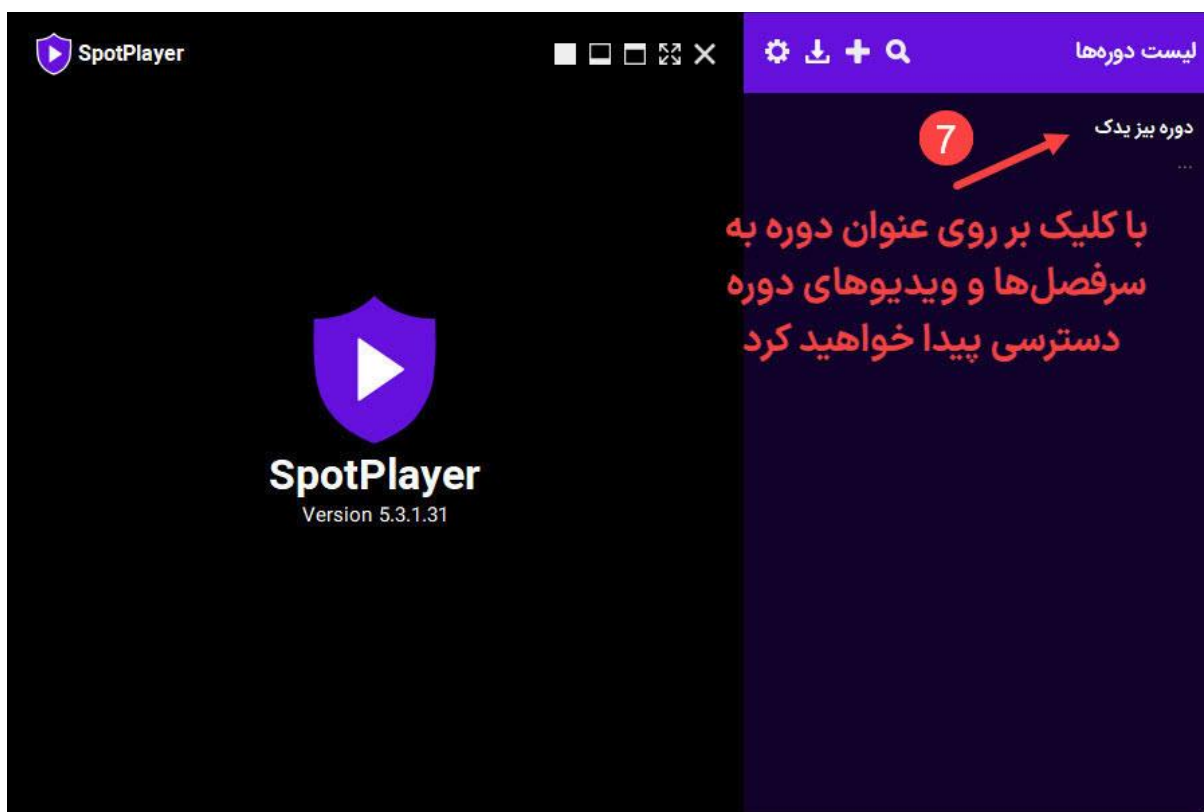 SpotPlayer
لیست دوره‌ها
دوره بیز یدک
...
7
با کلیک بر روی عنوان دوره به
سرفصل‌ها و ویدیوهای دوره
دسترسی پیدا خواهید کرد
SpotPlayer
Version 5.3.1.31